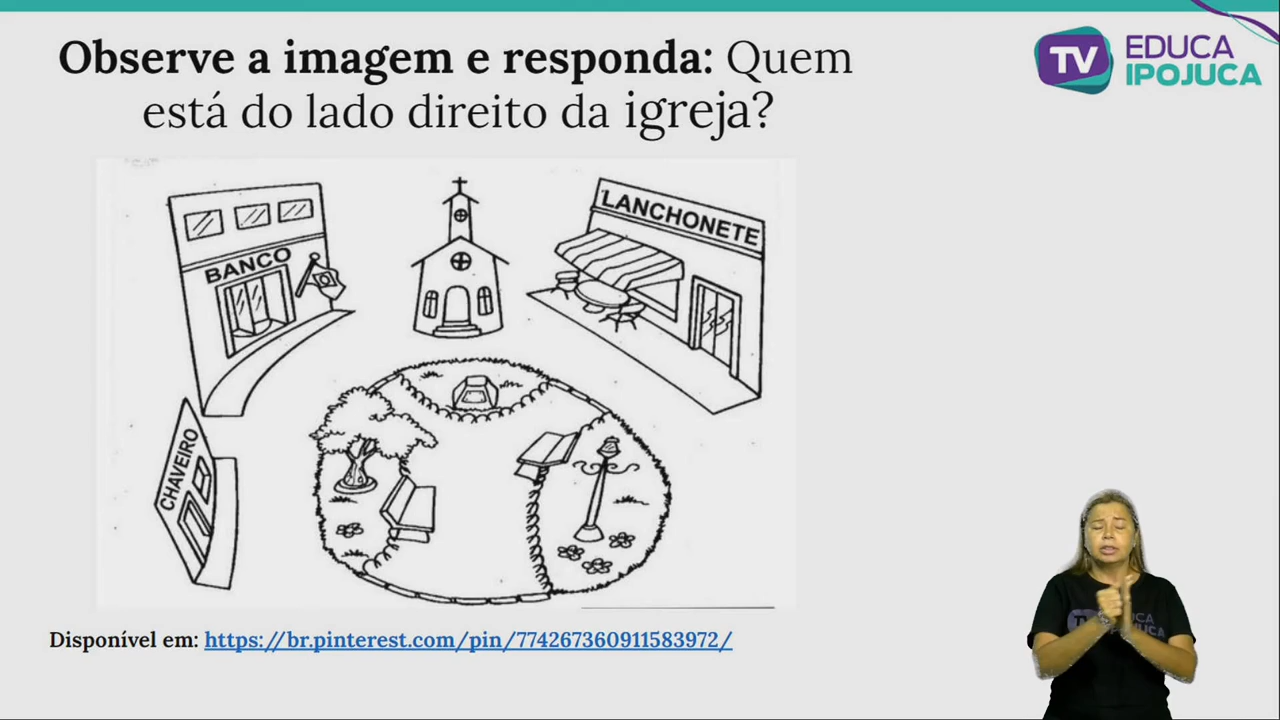 Observe a imagem e responda: Quem
está do lado direito da igreja?
TV EDUCA
IPOJUCA
BANCO
LANCHONETE
CHAVEIRO
Disponível em: https://br.pinterest.com/pin/774267360911583972/